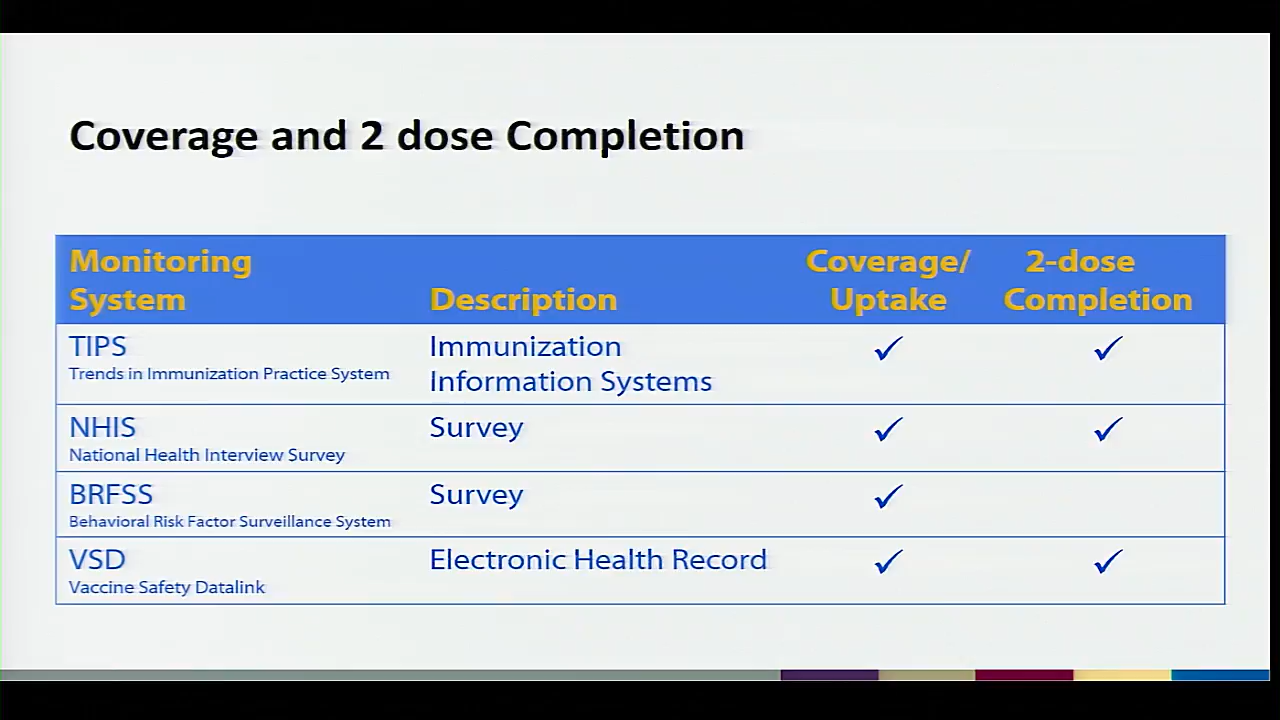 Coverage and 2 dose Completion
Monitoring System
Description
Coverage/ Uptake
2-dose Completion
TIPS
Trends in Immunization Practice System
Immunization
Information Systems
✓ ✓
NHIS
National Health Interview Survey
Survey
✓ ✓
BRFSS
Behavioral Risk Factor Surveillance System
Survey
✓
VSD
Vaccine Safety Datalink
Electronic Health Record
✓ ✓